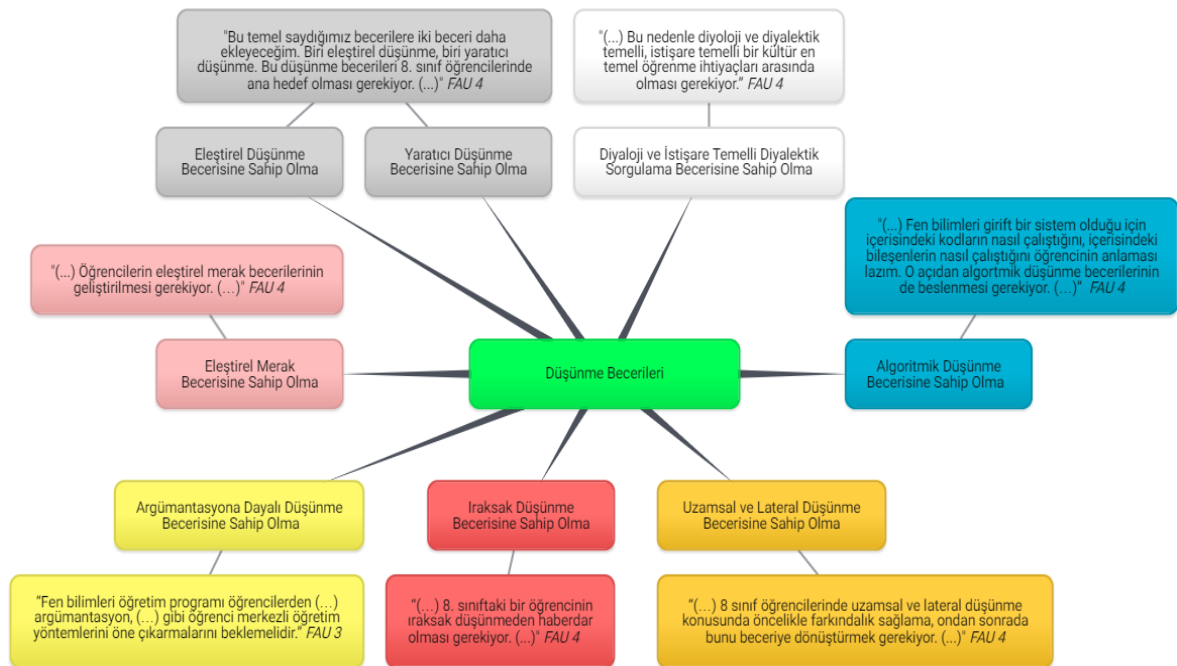 "Bu temel saydığımız becerilere iki beceri daha
ekleyeceğim. Biri eleştirel düşünme, biri yaratıcı
düşünme. Bu düşünme becerileri 8. sınıf öğrencilerinde
ana hedef olması gerekiyor. (...)" FAU 4
"(...) Bu nedenle diyoloji ve diyalektik
temelli, istişare temelli bir kültür en
temel öğrenme ihtiyaçları arasında
olması gerekiyor.” FAU 4
Eleştirel Düşünme
Becerisine Sahip Olma
Yaratıcı Düşünme
Becerisine Sahip Olma
Diyaloji ve İstişare Temelli Diyalektik
Sorgulama Becerisine Sahip Olma
"(...) Fen bilimleri girift bir sistem olduğu için
içerisindeki kodların nasıl çalıştığını, içerisindeki
bileşenlerin nasıl çalıştığını öğrencinin anlaması
lazım. O açıdan algortmik düşünme becerilerinin
de beslenmesi gerekiyor. (…)” FAU 4
"(...) Öğrencilerin eleştirel merak becerilerinin
geliştirilmesi gerekiyor. (…)" FAU 4
Eleştirel Merak
Becerisine Sahip Olma
Düşünme Becerileri
Algoritmik Düşünme
Becerisine Sahip Olma
Argümantasyona Dayalı Düşünme
Becerisine Sahip Olma
Iraksak Düşünme
Becerisine Sahip Olma
Uzamsal ve Lateral Düşünme
Becerisine Sahip Olma
“Fen bilimleri öğretim programı öğrencilerden (…)
argümantasyon, (…) gibi öğrenci merkezli öğretim
yöntemlerini öne çıkarmalarını beklemelidir.” FAU 3
“(…) 8. sınıftaki bir öğrencinin
ıraksak düşünmeden haberdar
olması gerekiyor. (...)" FAU 4
“(…) 8 sınıf öğrencilerinde uzamsal ve lateral düşünme
konusunda öncelikle farkındalık sağlama, ondan sonrada
bunu beceriye dönüştürmek gerekiyor. (...)" FAU 4